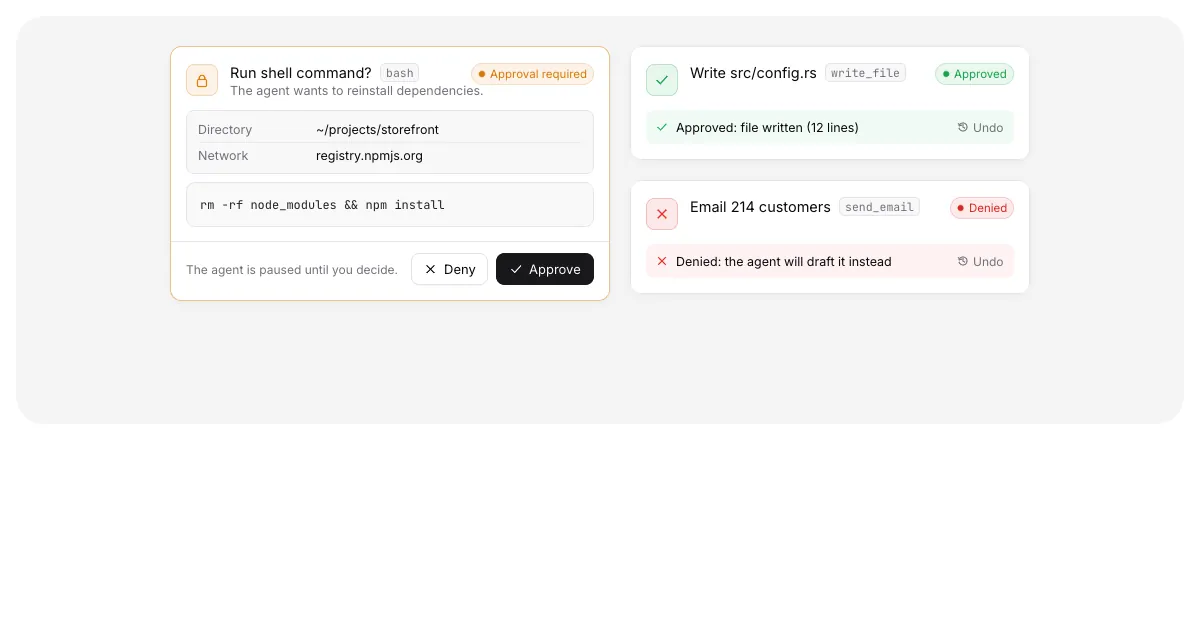 Run shell command? bash Approval required
The agent wants to reinstall dependencies.
Directory ~/projects/storefront
Network registry.npmjs.org
rm -rf node_modules && npm install
The agent is paused until you decide. Deny Approve
Write src/config.rs write_file Approved
Approved: file written (12 lines) Undo
Email 214 customers send_email Denied
Denied: the agent will draft it instead Undo